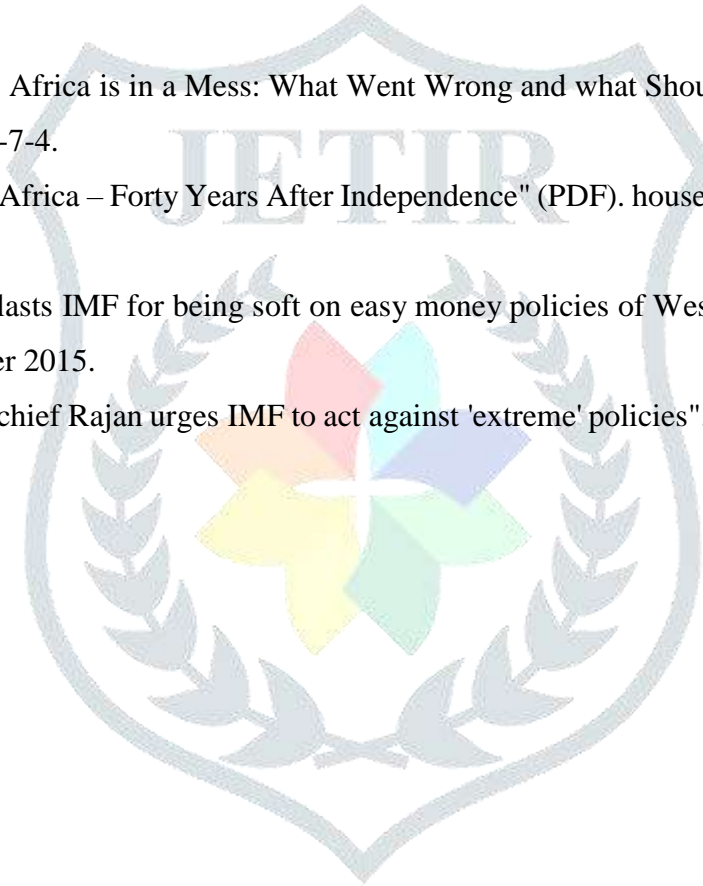 Africa is in a Mess: What Went Wrong and what Shou
-7-4.
JETIR
Africa – Forty Years After Independence" (PDF). house
lasts IMF for being soft on easy money policies of Wes
er 2015.
chief Rajan urges IMF to act against 'extreme' policies"